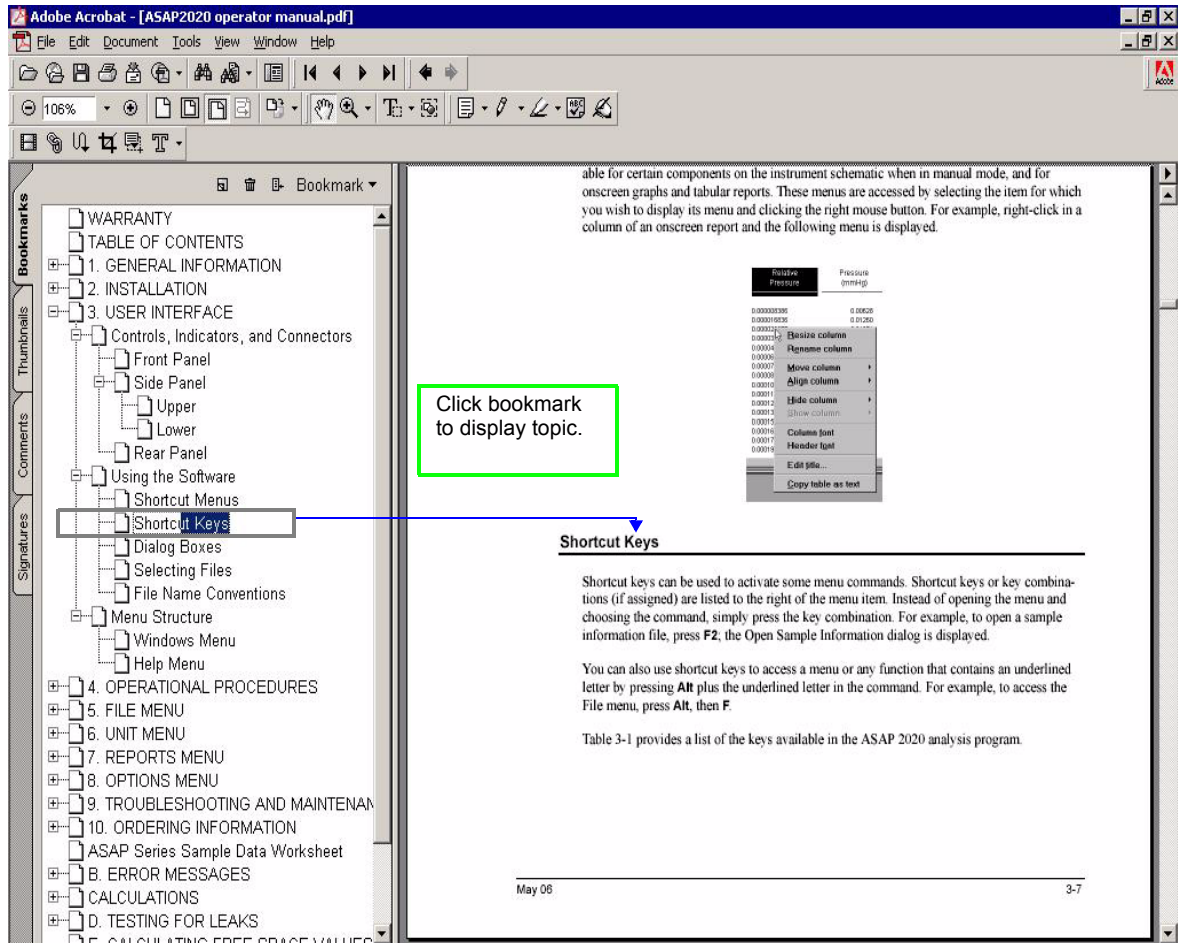 Adobe Acrobat - [ASAP2020 operator manual.pdf]
File Edit Document Tools View Window Help
Adobe
106%
Bookmarks
Thumbnails
Comments
Signatures
Bookmark
WARRANTY
TABLE OF CONTENTS
1. GENERAL INFORMATION
2. INSTALLATION
3. USER INTERFACE
Controls, Indicators, and Connectors
Front Panel
Side Panel
Upper
Lower
Rear Panel
Using the Software
Shortcut Menus
Shortcut Keys
Dialog Boxes
Selecting Files
File Name Conventions
Menu Structure
Windows Menu
Help Menu
4. OPERATIONAL PROCEDURES
5. FILE MENU
6. UNIT MENU
7. REPORTS MENU
8. OPTIONS MENU
9. TROUBLESHOOTING AND MAINTENAN
10. ORDERING INFORMATION
ASAP Series Sample Data Worksheet
B. ERROR MESSAGES
CALCULATIONS
D. TESTING FOR LEAKS
E. CALCULATING FREE SPACE VALUES
Click bookmark
to display topic.
able for certain components on the instrument schematic when in manual mode, and for
onscreen graphs and tabular reports. These menus are accessed by selecting the item for which
you wish to display its menu and clicking the right mouse button. For example, right-click in a
column of an onscreen report and the following menu is displayed.
Relative Pressure
Pressure (mmHg)
0.00628
0.01260
Resize column
Rename column
Move column
Align column
Hide column
Show column
Column font
Header font
Edit title...
Copy table as text
Shortcut Keys
Shortcut keys can be used to activate some menu commands. Shortcut keys or key combina-
tions (if assigned) are listed to the right of the menu item. Instead of opening the menu and
choosing the command, simply press the key combination. For example, to open a sample
information file, press F2; the Open Sample Information dialog is displayed.
You can also use shortcut keys to access a menu or any function that contains an underlined
letter by pressing Alt plus the underlined letter in the command. For example, to access the
File menu, press Alt, then F.
Table 3-1 provides a list of the keys available in the ASAP 2020 analysis program.
May 06
3-7